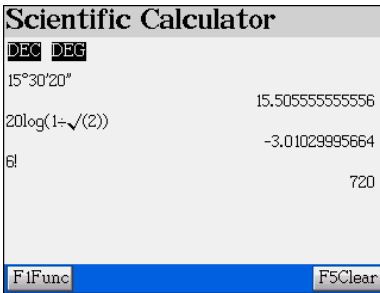 Scientific Calculator
DEC DEG
15°30'20"
15.505555555556
20log(1÷√(2))
-3.01029995664
6!
720
F1Func F5Clear